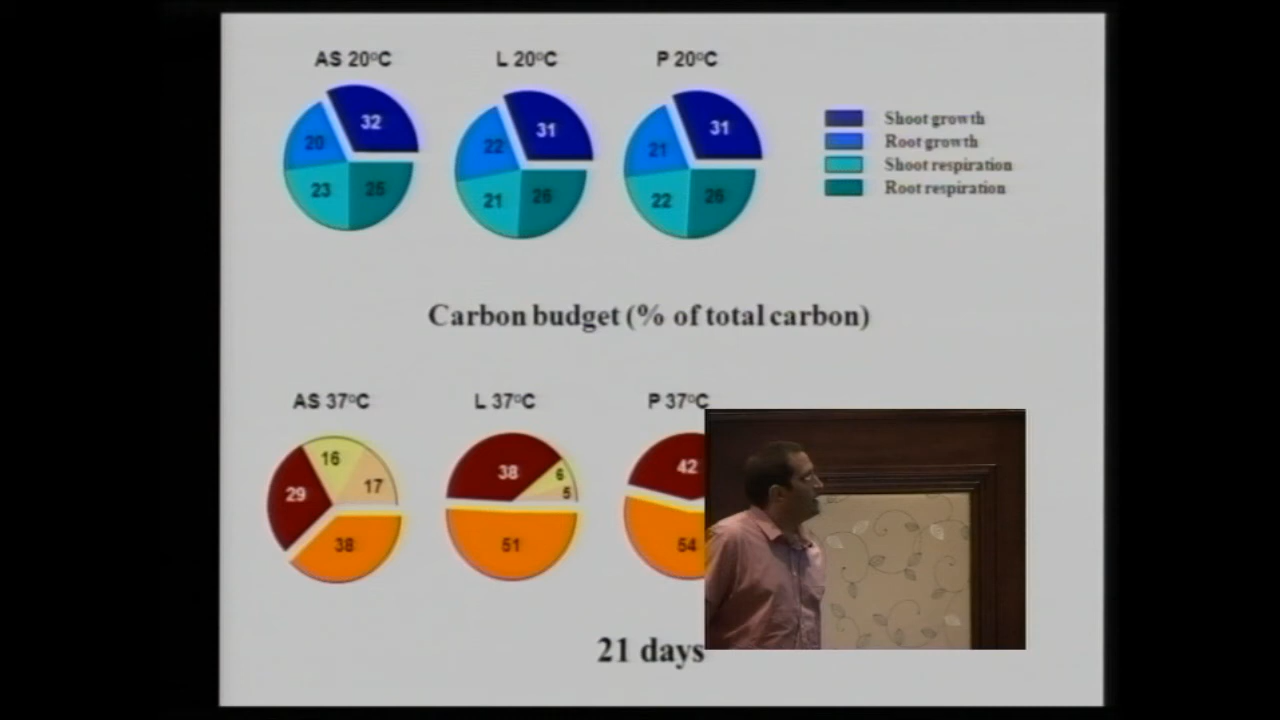 AS 20°C
L 20°C
P 20°C
32
20
23
25
31
22
21
26
31
21
22
26
Shoot growth
Root growth
Shoot respiration
Root respiration
Carbon budget (% of total carbon)
AS 37°C
L 37°C
P 37°C
16
17
29
38
38
6
5
51
42
54
21 days